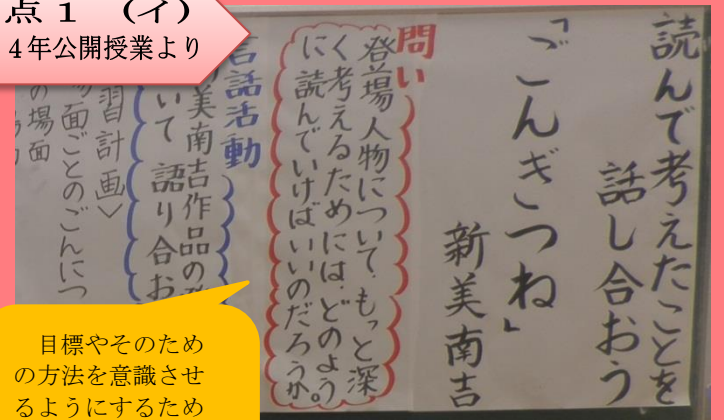 点１ （イ）
４年公開授業より
読んで考えたことを
話し合おう
「ごんぎつね」
新美南吉
問い
登場人物について、もっと深
く考えるためには、どのよう
に読んでいけばいいのだろうか。
言語活動
新美南吉作品の
いて 語り合お
習計画〉
場面ごとのごんにつ
の場面
目標やそのため
の方法を意識させ
るようにするため